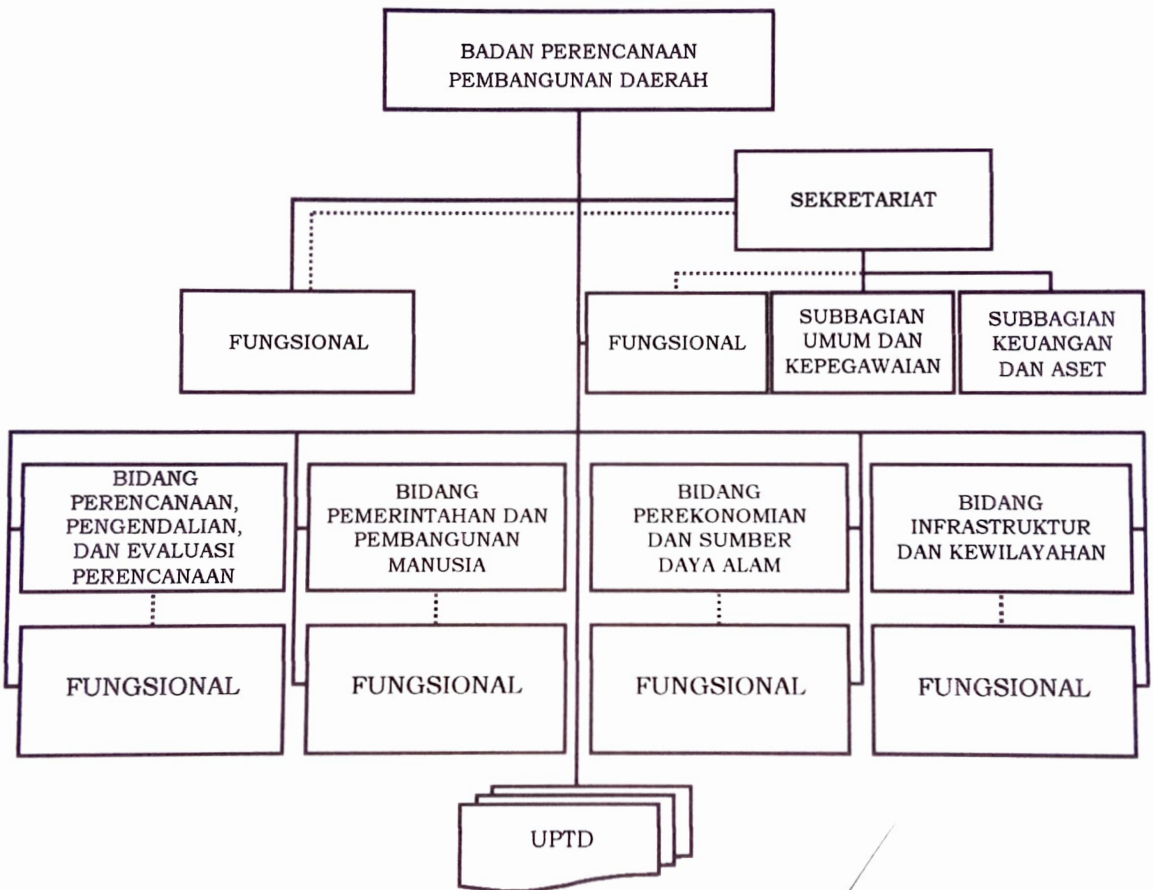 BADAN PERENCANAAN
PEMBANGUNAN DAERAH
SEKRETARIAT
FUNGSIONAL
FUNGSIONAL
SUBBAGIAN
UMUM DAN
KEPEGAWAIAN
SUBBAGIAN
KEUANGAN
DAN ASET
BIDANG
PERENCANAAN,
PENGENDALIAN,
DAN EVALUASI
PERENCANAAN
BIDANG
PEMERINTAHAN DAN
PEMBANGUNAN
MANUSIA
BIDANG
PEREKONOMIAN
DAN SUMBER
DAYA ALAM
BIDANG
INFRASTRUKTUR
DAN KEWILAYAHAN
FUNGSIONAL
FUNGSIONAL
FUNGSIONAL
FUNGSIONAL
UPTD